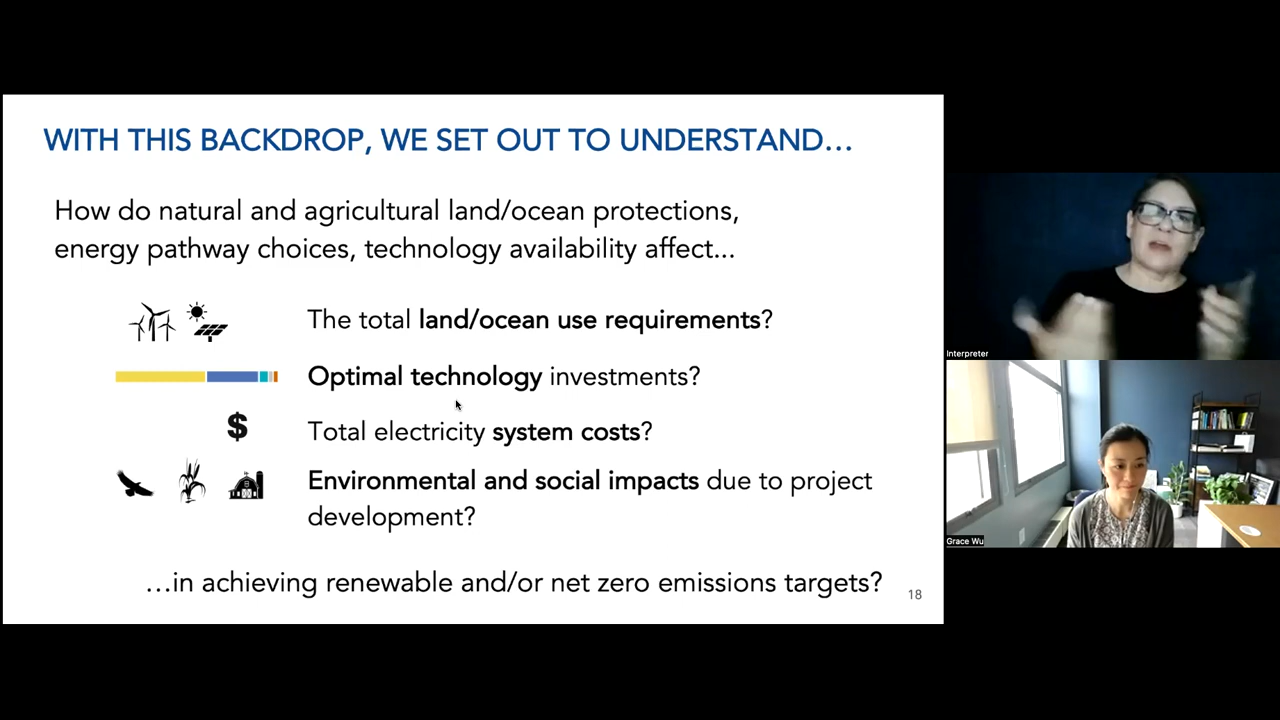 WITH THIS BACKDROP, WE SET OUT TO UNDERSTAND...
How do natural and agricultural land/ocean protections,
energy pathway choices, technology availability affect...
The total land/ocean use requirements?
Optimal technology investments?
$
Total electricity system costs?
Environmental and social impacts due to project
development?
...in achieving renewable and/or net zero emissions targets?
18
Interpreter
Grace Wu